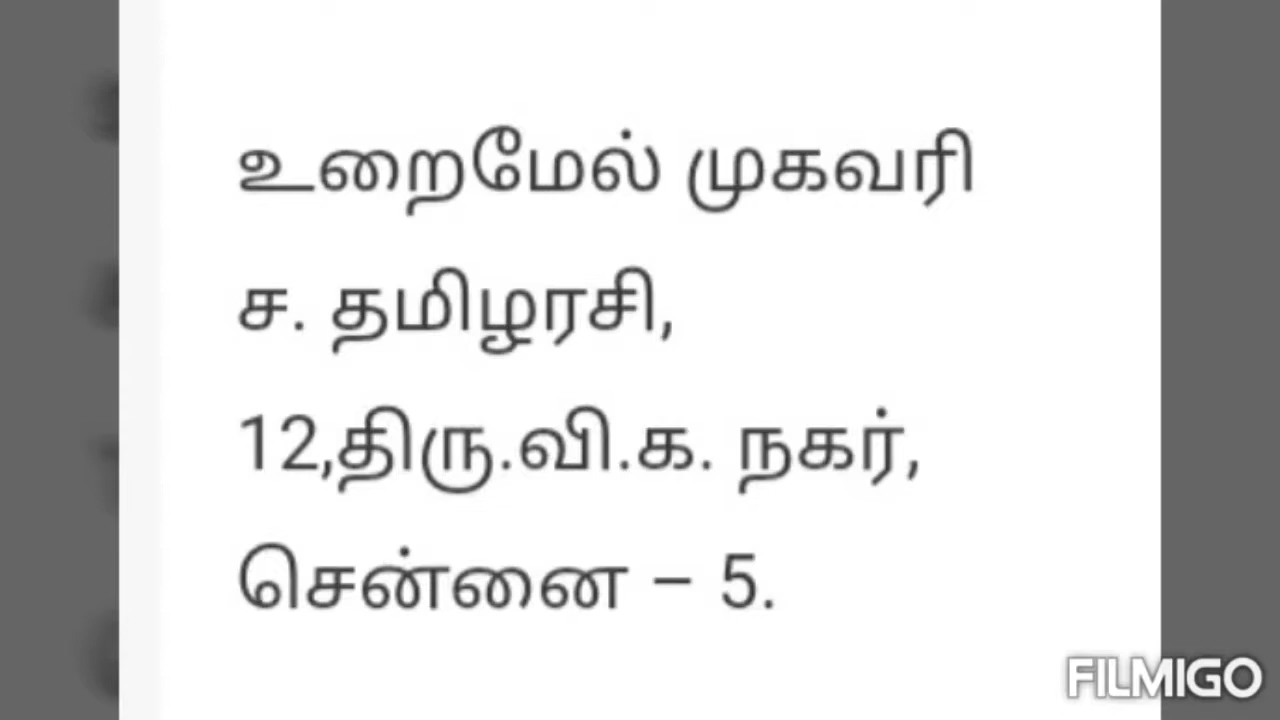 உறைமேல் முகவரி
ச. தமிழரசி,
12,திரு.வி.க. நகர்,
சென்னை – 5.
FILMIGO